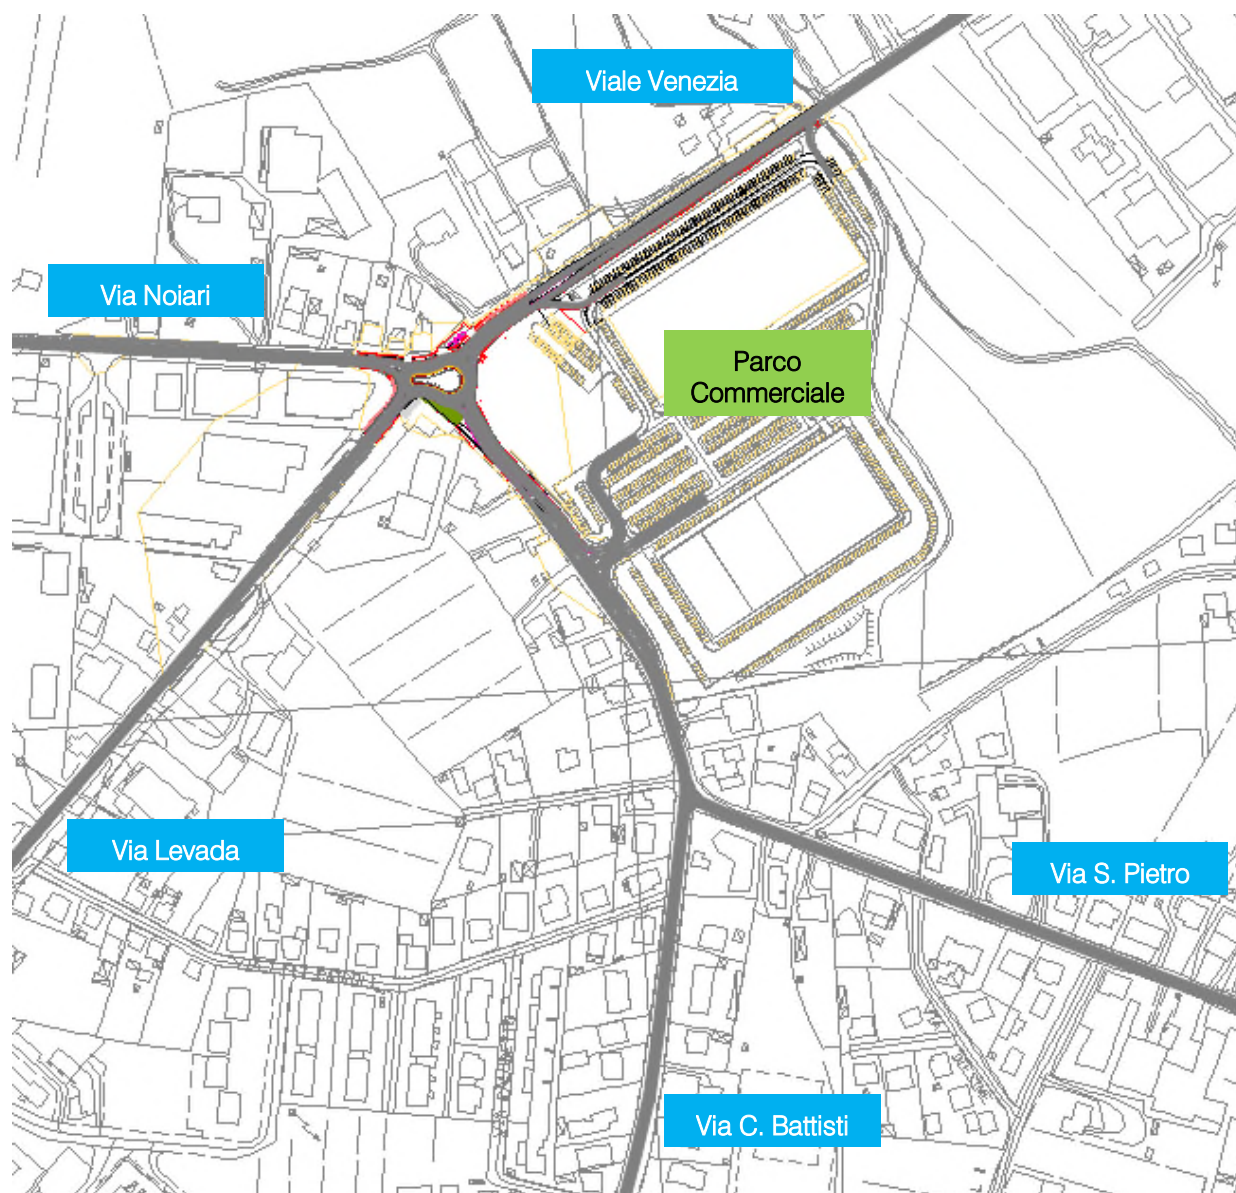 Viale Venezia
Via Noiari
Parco
Commerciale
Via Levada
Via S. Pietro
Via C. Battisti